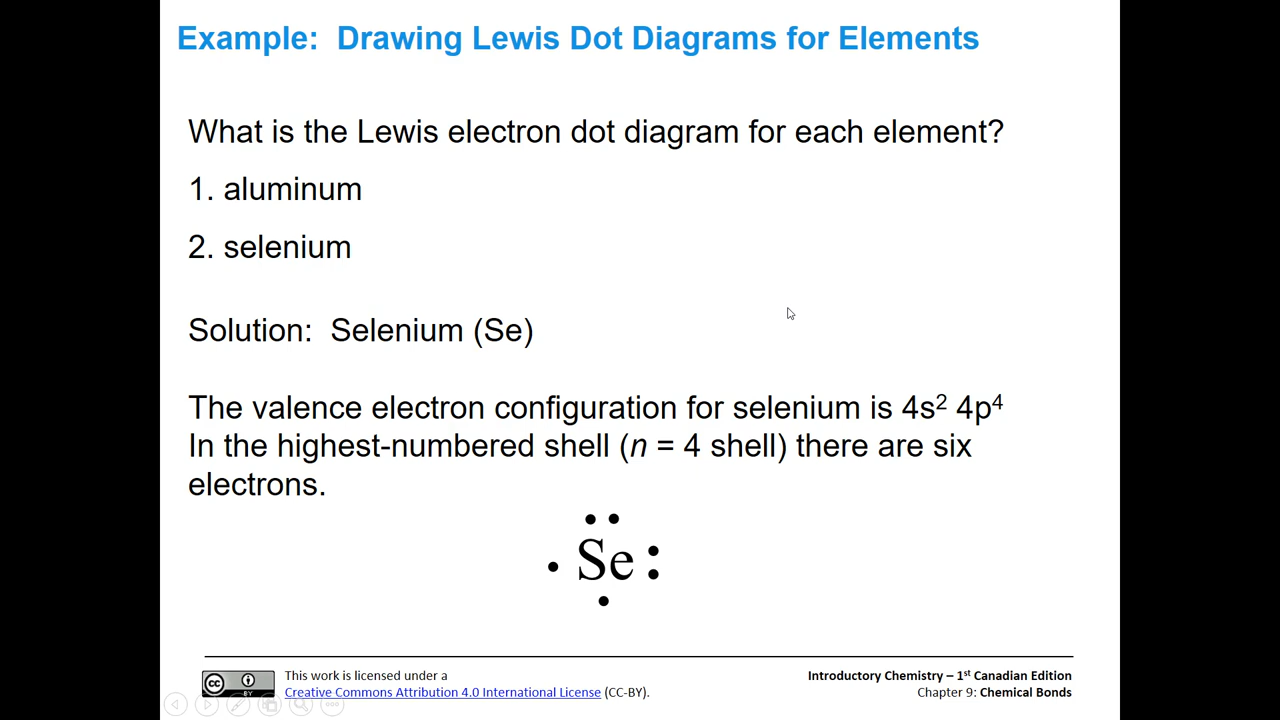 Example:  Drawing Lewis Dot Diagrams for Elements
What is the Lewis electron dot diagram for each element?
1. aluminum
2. selenium
Solution:  Selenium (Se)
The valence electron configuration for selenium is 4s² 4p⁴
In the highest-numbered shell (n = 4 shell) there are six
electrons.
Se
This work is licensed under a
Creative Commons Attribution 4.0 International License (CC-BY).
cc BY
Introductory Chemistry – 1st Canadian Edition
Chapter 9: Chemical Bonds